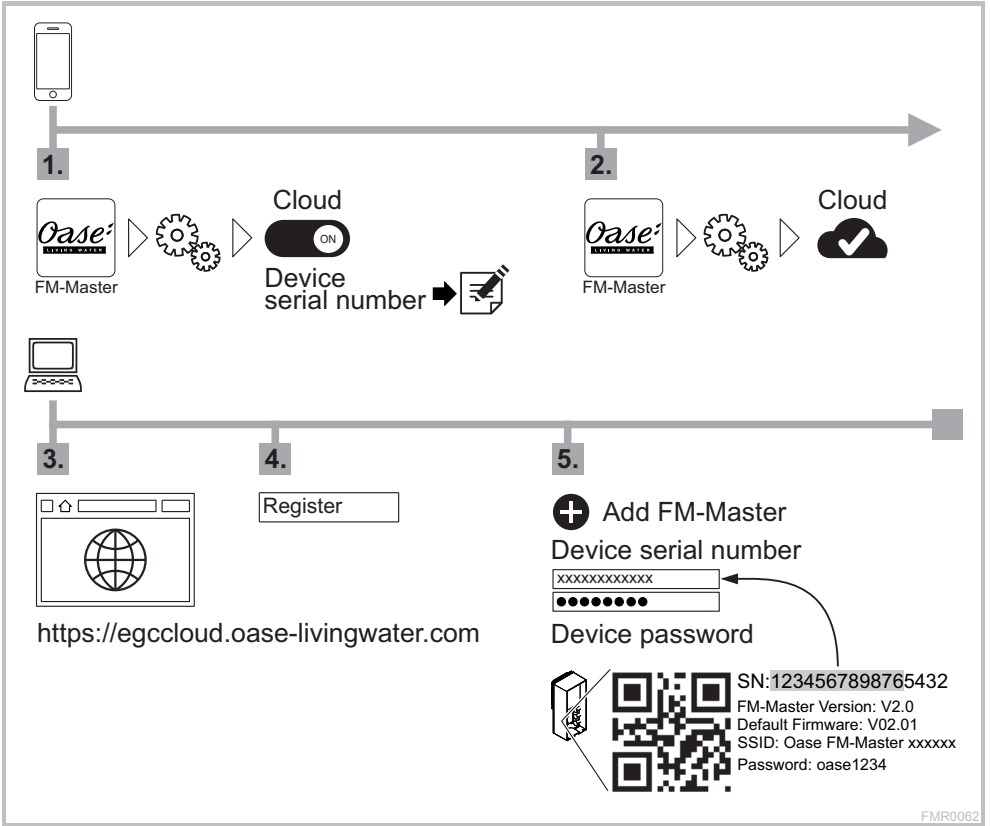 1.
2.
Oase
LIVING WATER
FM-Master
Cloud
ON
Device
serial number
Oase
LIVING WATER
FM-Master
Cloud
3.
4.
5.
https://egccloud.oase-livingwater.com
Register
Add FM-Master
Device serial number
xxxxxxxxxxxx
●●●●●●●●
Device password
SN:1234567898765432
FM-Master Version: V2.0
Default Firmware: V02.01
SSID: Oase FM-Master xxxxxx
Password: oase1234
FMR0062